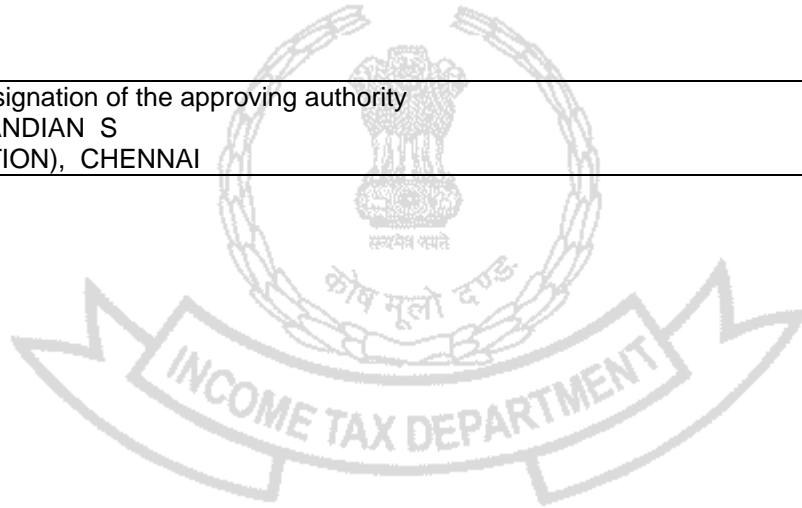 signation of the approving authority
ANDIAN S
TION), CHENNAI
सत्यमेव जयते
कोष मूलो दण्डः
INCOME TAX DEPARTMENT